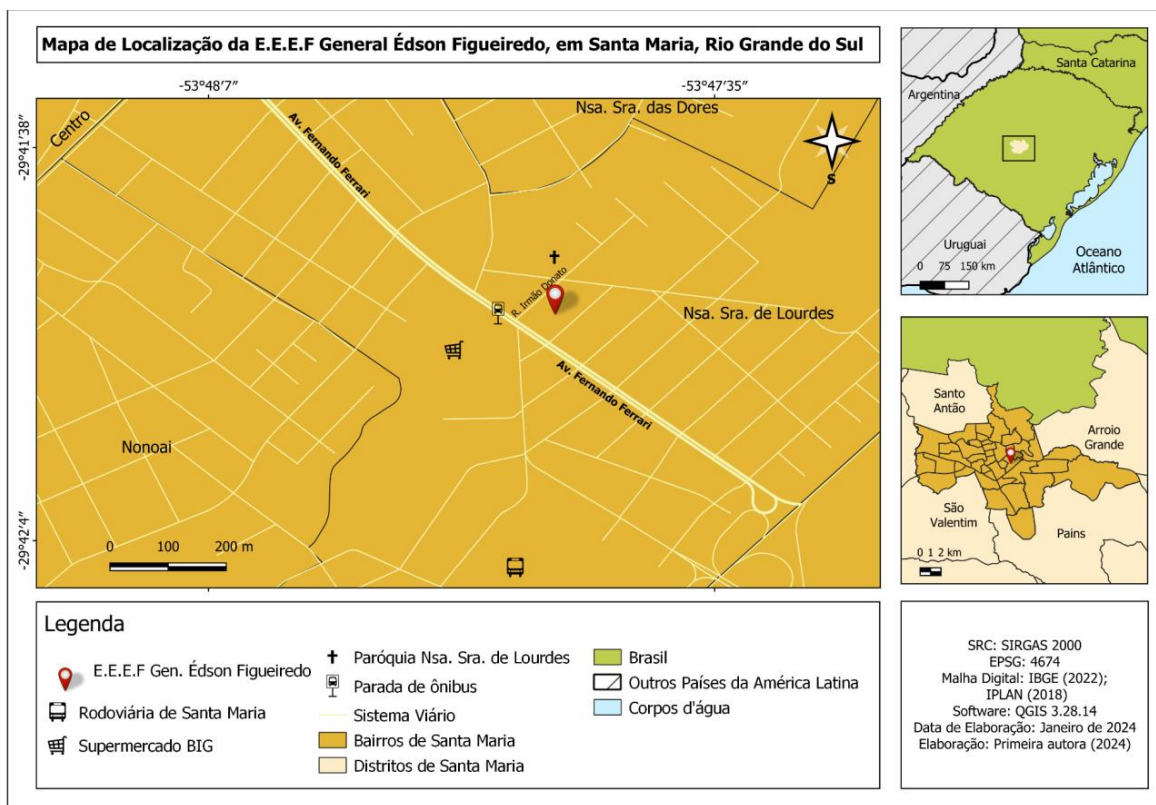 Mapa de Localização da E.E.E.F General Édson Figueiredo, em Santa Maria, Rio Grande do Sul
-53°48'7"
-53°47'35"
-29°41'38"
-29°42'4"
Centro
Av. Fernando Ferrari
Nsa. Sra. das Dores
S
R. Irmão Donato
Nsa. Sra. de Lourdes
Av. Fernando Ferrari
Nonoai
0 100 200 m
Santa Catarina
Argentina
Uruguai
0 75 150 km
Oceano
Atlântico
Santo
Antão
Arroio
Grande
São
Valentim
Pains
0 1 2 km
Legenda
E.E.E.F Gen. Édson Figueiredo
Rodoviária de Santa Maria
Supermercado BIG
Paróquia Nsa. Sra. de Lourdes
Parada de ônibus
Sistema Viário
Bairros de Santa Maria
Distritos de Santa Maria
Brasil
Outros Países da América Latina
Corpos d'água
SRC: SIRGAS 2000
EPSG: 4674
Malha Digital: IBGE (2022);
IPLAN (2018)
Software: QGIS 3.28.14
Data de Elaboração: Janeiro de 2024
Elaboração: Primeira autora (2024)